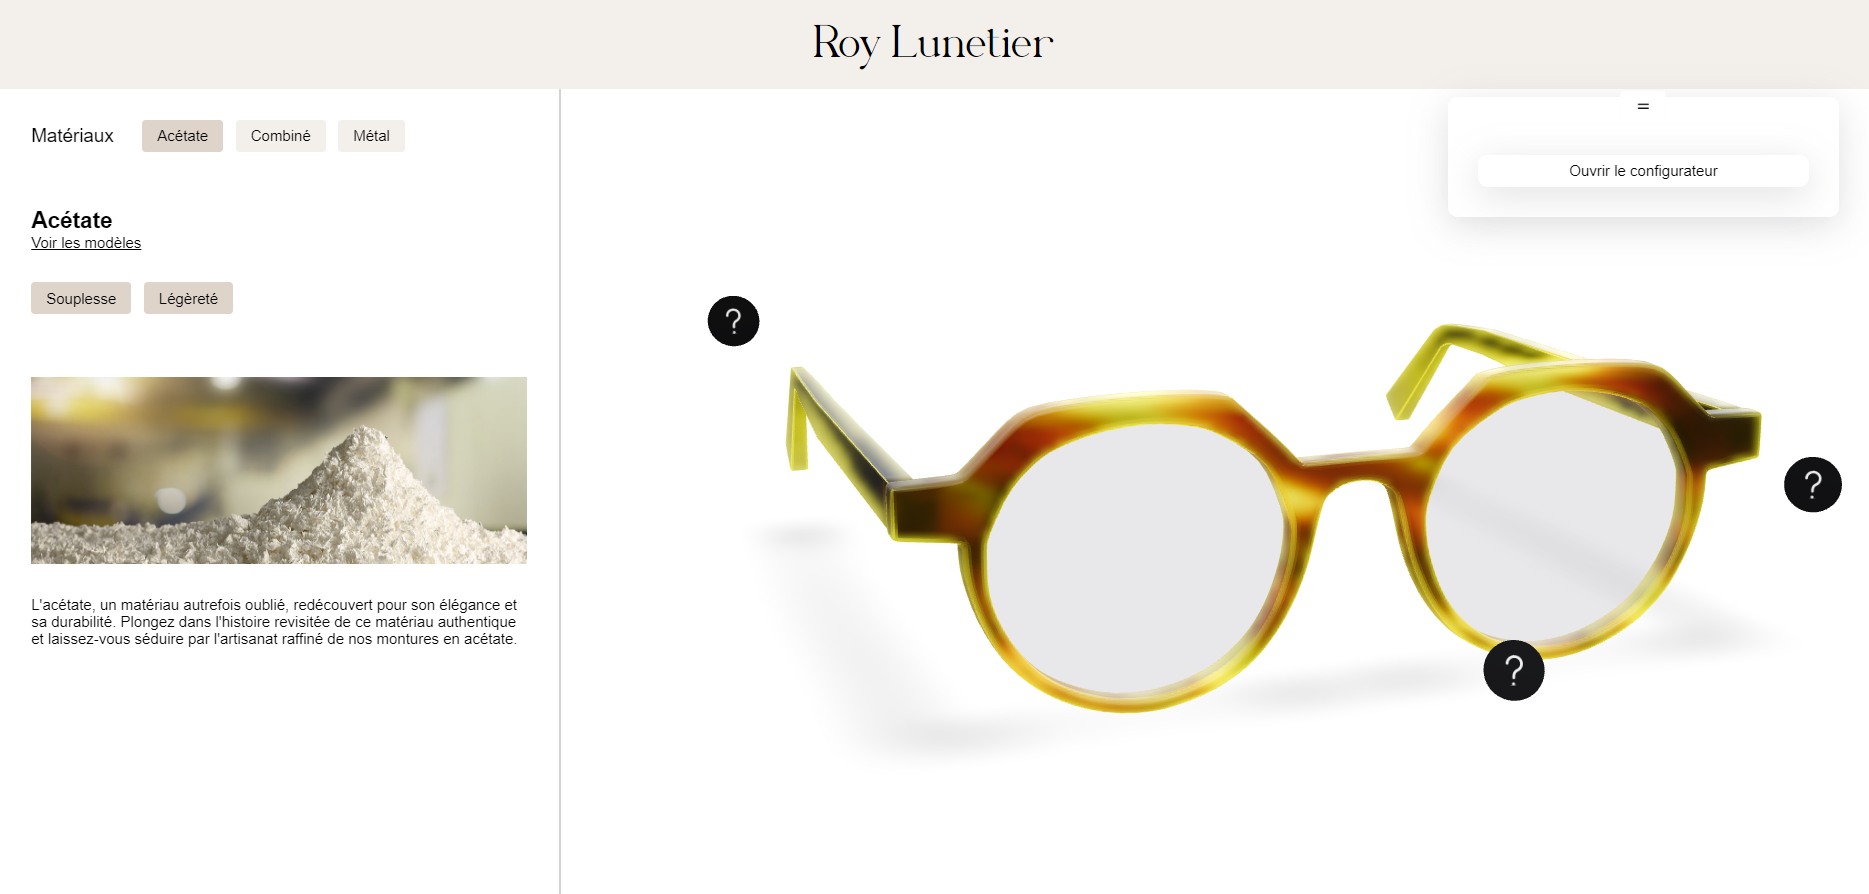 Roy Lunetier
Matériaux
Acétate
Combiné
Métal
=
Ouvrir le configurateur
Acétate
Voir les modèles
Souplesse
Légèreté
L'acétate, un matériau autrefois oublié, redécouvert pour son élégance et
sa durabilité. Plongez dans l'histoire revisitée de ce matériau authentique
et laissez-vous séduire par l'artisanat raffiné de nos montures en acétate.
?
?
?